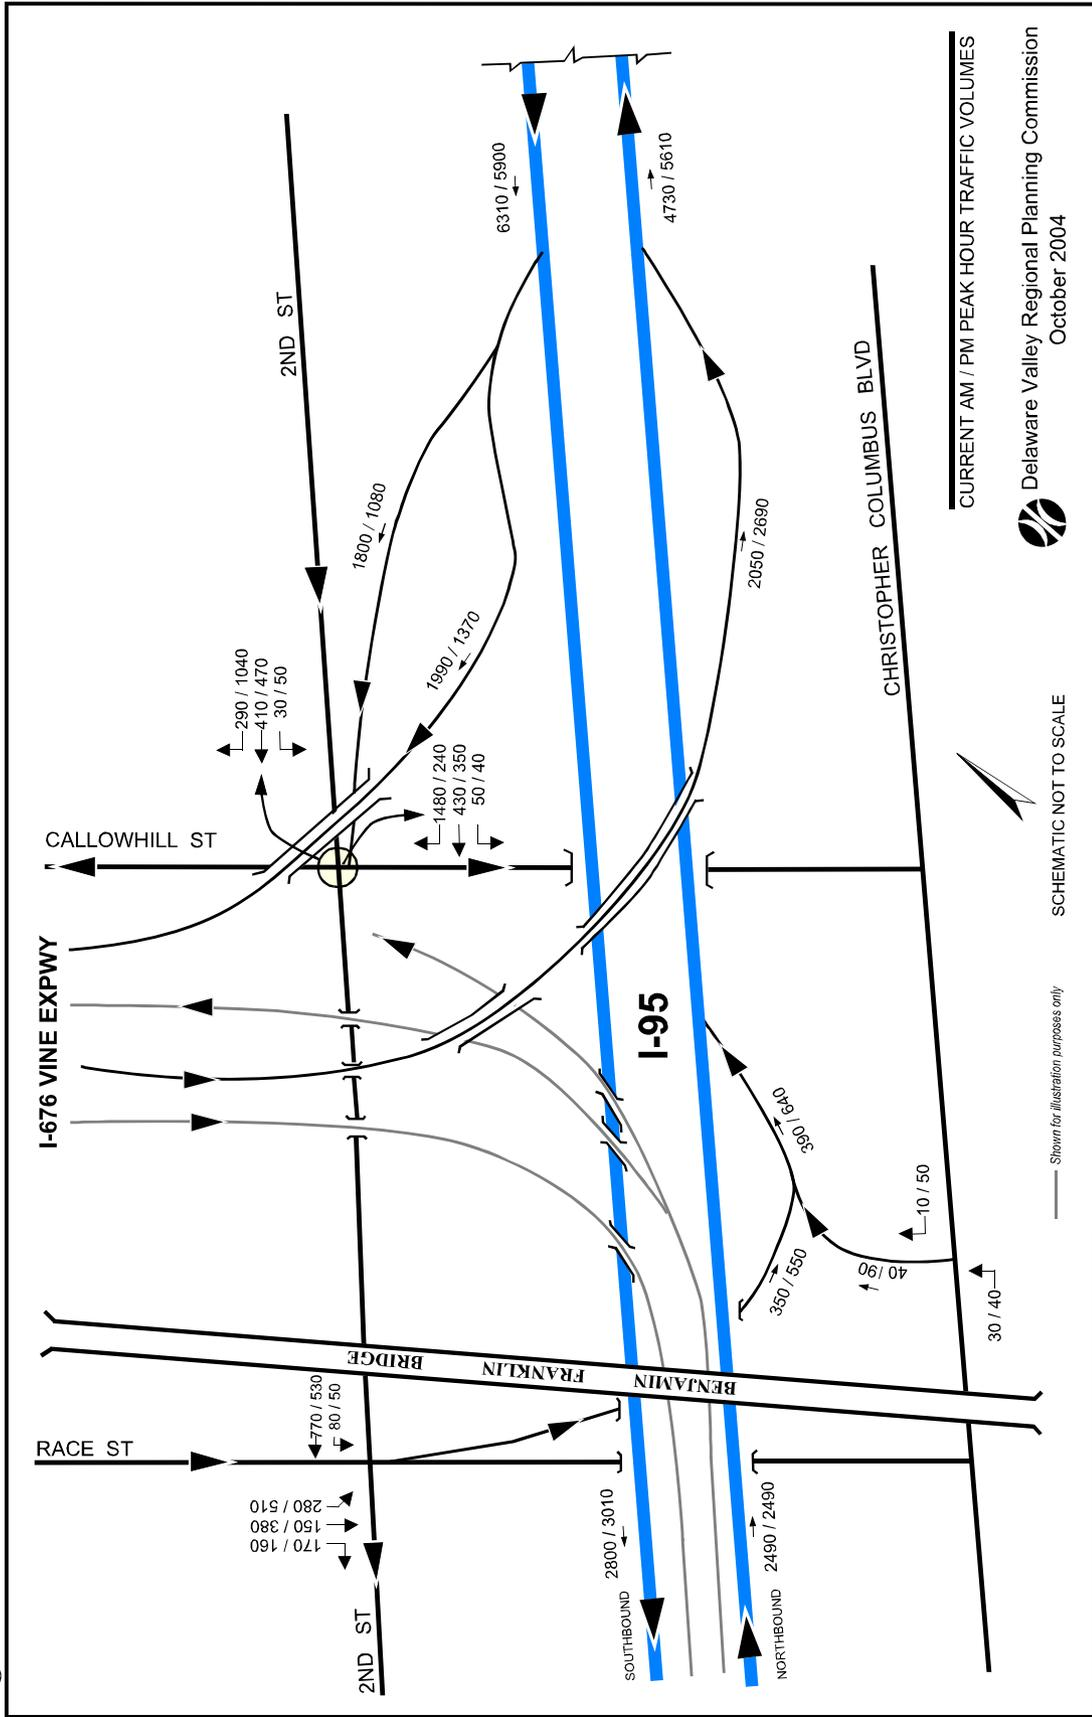 2ND ST
6310 / 5900
4730 / 5610
1800 / 1080
1990 / 1370
2050 / 2690
290 / 1040
410 / 470
30 / 50
CALLOWHILL ST
1480 / 240
430 / 350
50 / 40
CHRISTOPHER COLUMBUS BLVD
I-676 VINE EXPWY
I-95
390 / 640
350 / 550
40 / 90
10 / 50
30 / 40
BENJAMIN FRANKLIN BRIDGE
RACE ST
770 / 530
80 / 50
280 / 510
150 / 380
170 / 160
2ND ST
2800 / 3010
SOUTHBOUND
2490 / 2490
NORTHBOUND
Shown for illustration purposes only
SCHEMATIC NOT TO SCALE
CURRENT AM / PM PEAK HOUR TRAFFIC VOLUMES
Delaware Valley Regional Planning Commission
October 2004